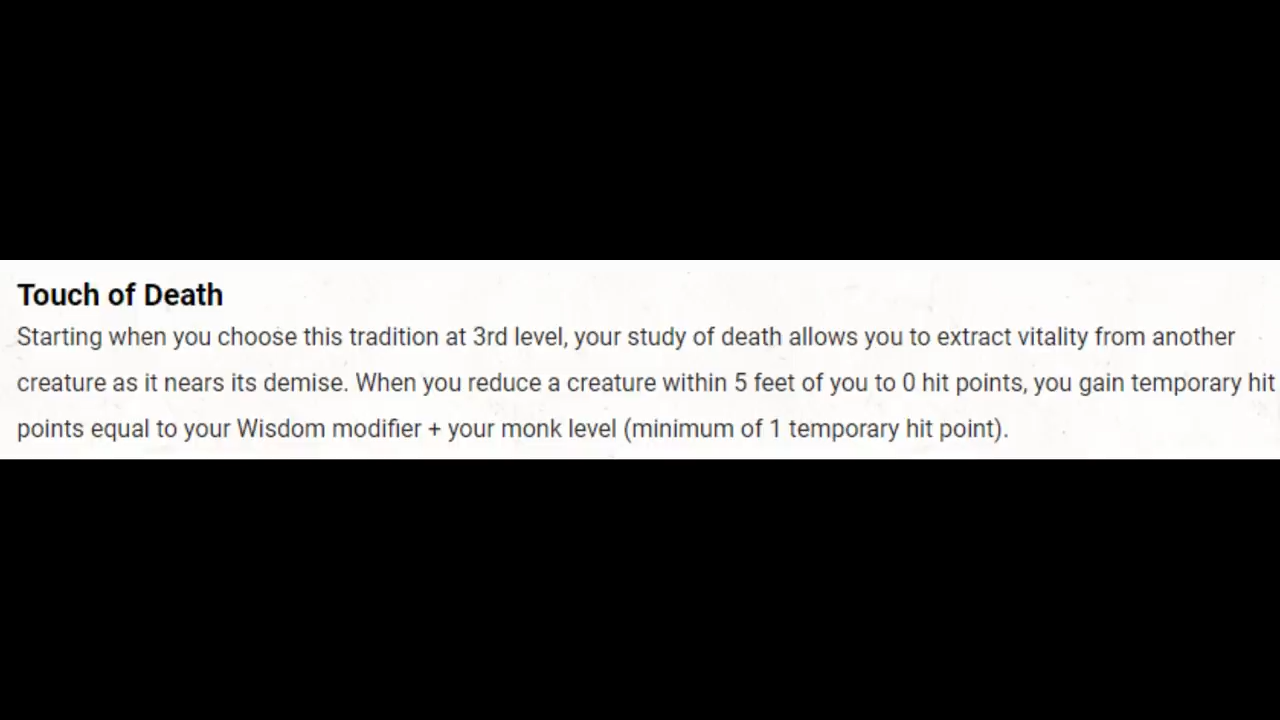 Touch of Death
Starting when you choose this tradition at 3rd level, your study of death allows you to extract vitality from another
creature as it nears its demise. When you reduce a creature within 5 feet of you to 0 hit points, you gain temporary hit
points equal to your Wisdom modifier + your monk level (minimum of 1 temporary hit point).